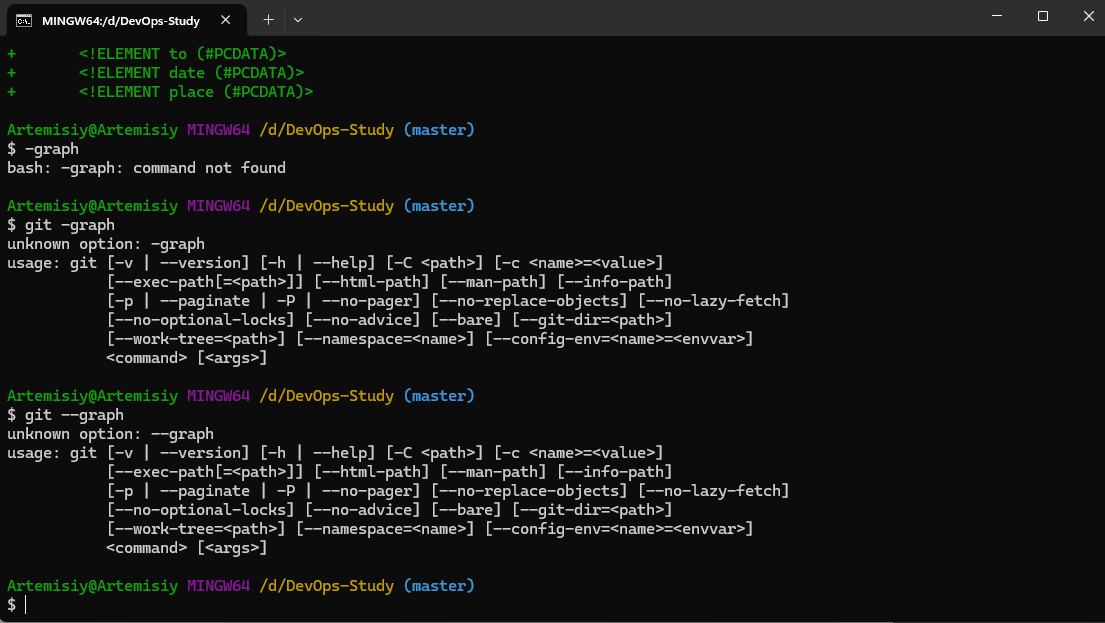 MINGW64:/d/DevOps-Study
+       <!ELEMENT to (#PCDATA)>
+       <!ELEMENT date (#PCDATA)>
+       <!ELEMENT place (#PCDATA)>
Artemisiy@Artemisiy MINGW64 /d/DevOps-Study (master)
$ -graph
bash: -graph: command not found
Artemisiy@Artemisiy MINGW64 /d/DevOps-Study (master)
$ git -graph
unknown option: -graph
usage: git [-v | --version] [-h | --help] [-C <path>] [-c <name>=<value>]
           [--exec-path[=<path>]] [--html-path] [--man-path] [--info-path]
           [-p | --paginate | -P | --no-pager] [--no-replace-objects] [--no-lazy-fetch]
           [--no-optional-locks] [--no-advice] [--bare] [--git-dir=<path>]
           [--work-tree=<path>] [--namespace=<name>] [--config-env=<name>=<envvar>]
           <command> [<args>]
Artemisiy@Artemisiy MINGW64 /d/DevOps-Study (master)
$ git --graph
unknown option: --graph
usage: git [-v | --version] [-h | --help] [-C <path>] [-c <name>=<value>]
           [--exec-path[=<path>]] [--html-path] [--man-path] [--info-path]
           [-p | --paginate | -P | --no-pager] [--no-replace-objects] [--no-lazy-fetch]
           [--no-optional-locks] [--no-advice] [--bare] [--git-dir=<path>]
           [--work-tree=<path>] [--namespace=<name>] [--config-env=<name>=<envvar>]
           <command> [<args>]
Artemisiy@Artemisiy MINGW64 /d/DevOps-Study (master)
$